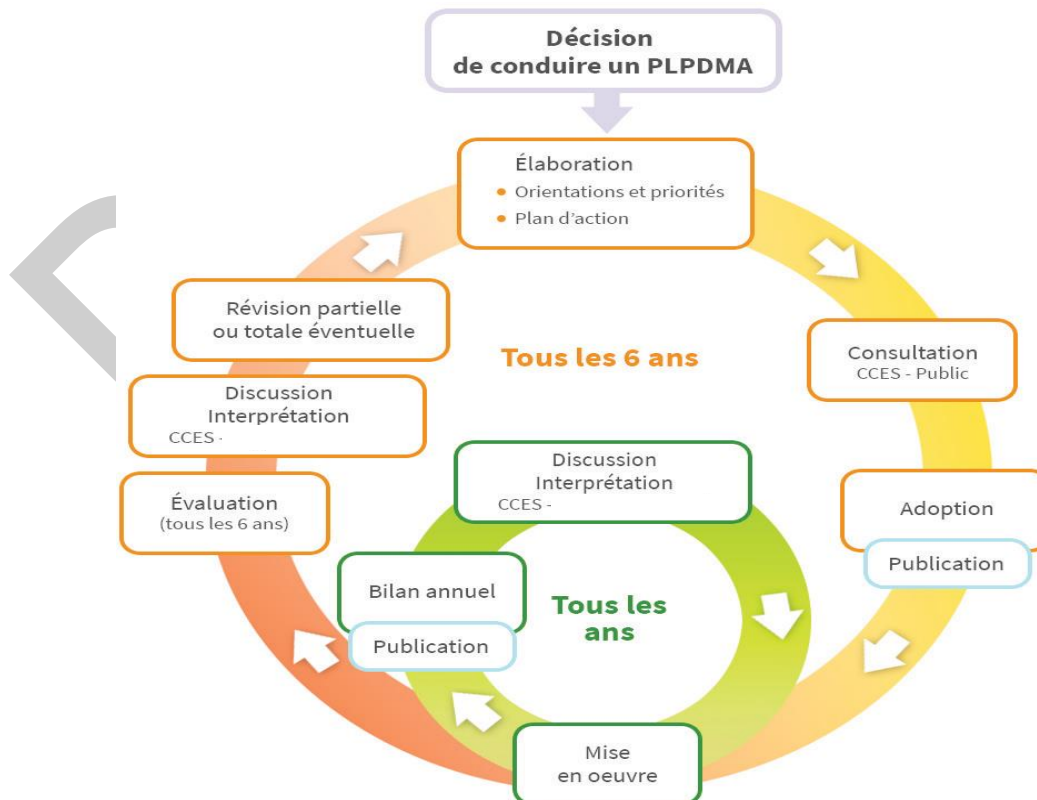 Décision
de conduire un PLPDMA
Élaboration
• Orientations et priorités
• Plan d'action
Révision partielle
ou totale éventuelle
Tous les 6 ans
Consultation
CCES - Public
Discussion
Interprétation
CCES -
Discussion
Interprétation
CCES -
Évaluation
(tous les 6 ans)
Adoption
Publication
Bilan annuel
Publication
Tous les
ans
Mise
en oeuvre